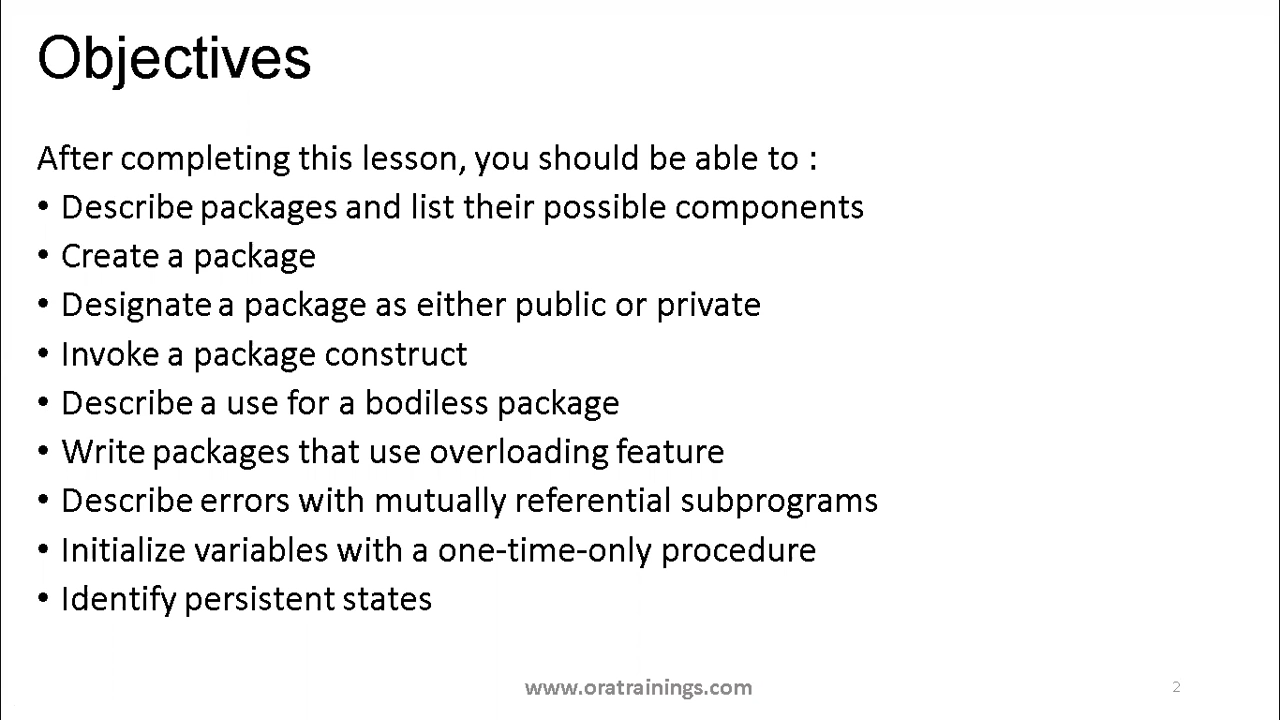 Objectives
After completing this lesson, you should be able to :
• Describe packages and list their possible components
• Create a package
• Designate a package as either public or private
• Invoke a package construct
• Describe a use for a bodiless package
• Write packages that use overloading feature
• Describe errors with mutually referential subprograms
• Initialize variables with a one-time-only procedure
• Identify persistent states
www.oratrainings.com
2